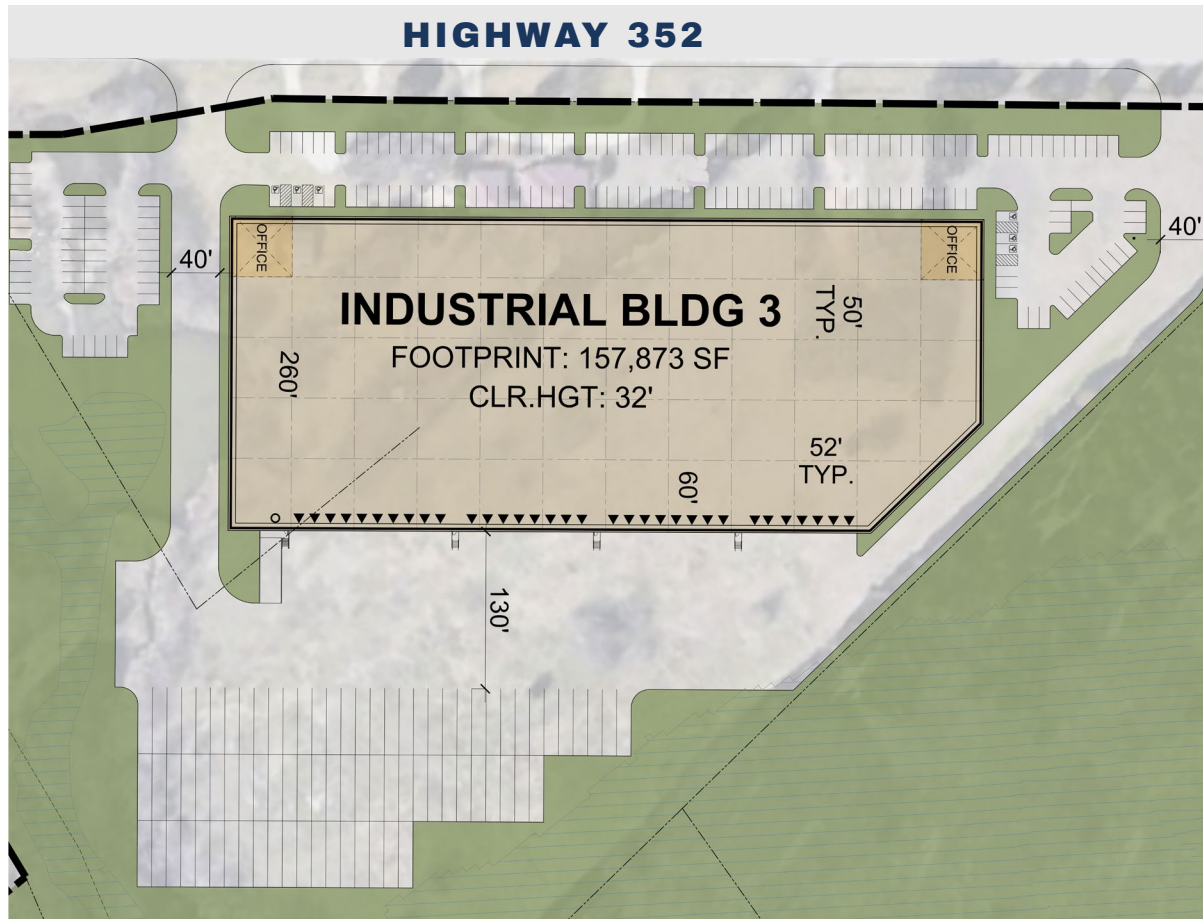 HIGHWAY 352
OFFICE
OFFICE
40'
40'
INDUSTRIAL BLDG 3
50'
TYP.
FOOTPRINT: 157,873 SF
260'
CLR.HGT: 32'
52'
TYP.
60'
130'